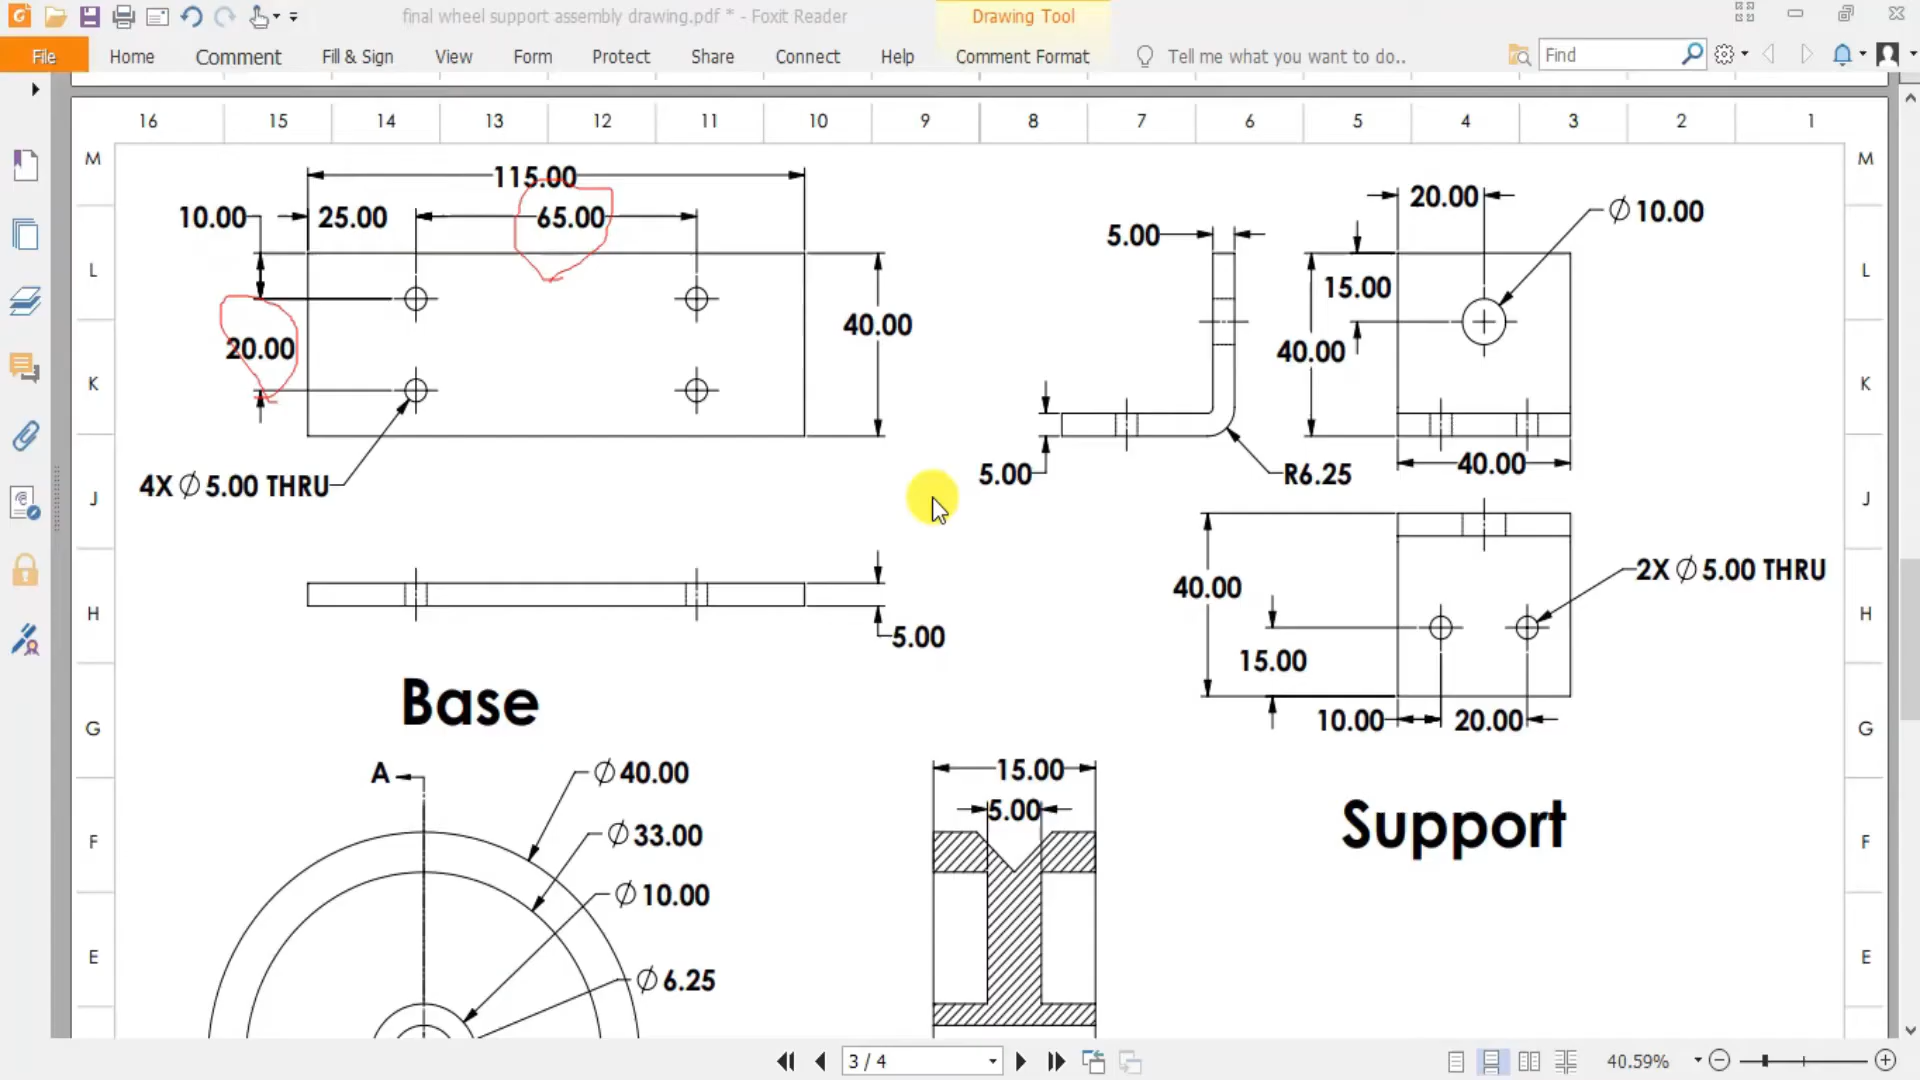 final wheel support assembly drawing.pdf * - Foxit Reader
Drawing Tool
File Home Comment Fill & Sign View Form Protect Share Connect Help Comment Format Tell me what you want to do.. Find
16 15 14 13 12 11 10 9 8 7 6 5 4 3 2 1
M M
115.00
10.00 25.00 65.00
20.00 ∅ 10.00
5.00
L L
15.00
40.00
20.00
40.00
K K
5.00
R6.25
40.00
4X ∅ 5.00 THRU
J J
2X ∅ 5.00 THRU
40.00
H H
5.00
15.00
10.00 20.00
Base
G G
A
∅ 40.00
15.00
5.00
Support
∅ 33.00
F F
∅ 10.00
E E
∅ 6.25
3 / 4
40.59%